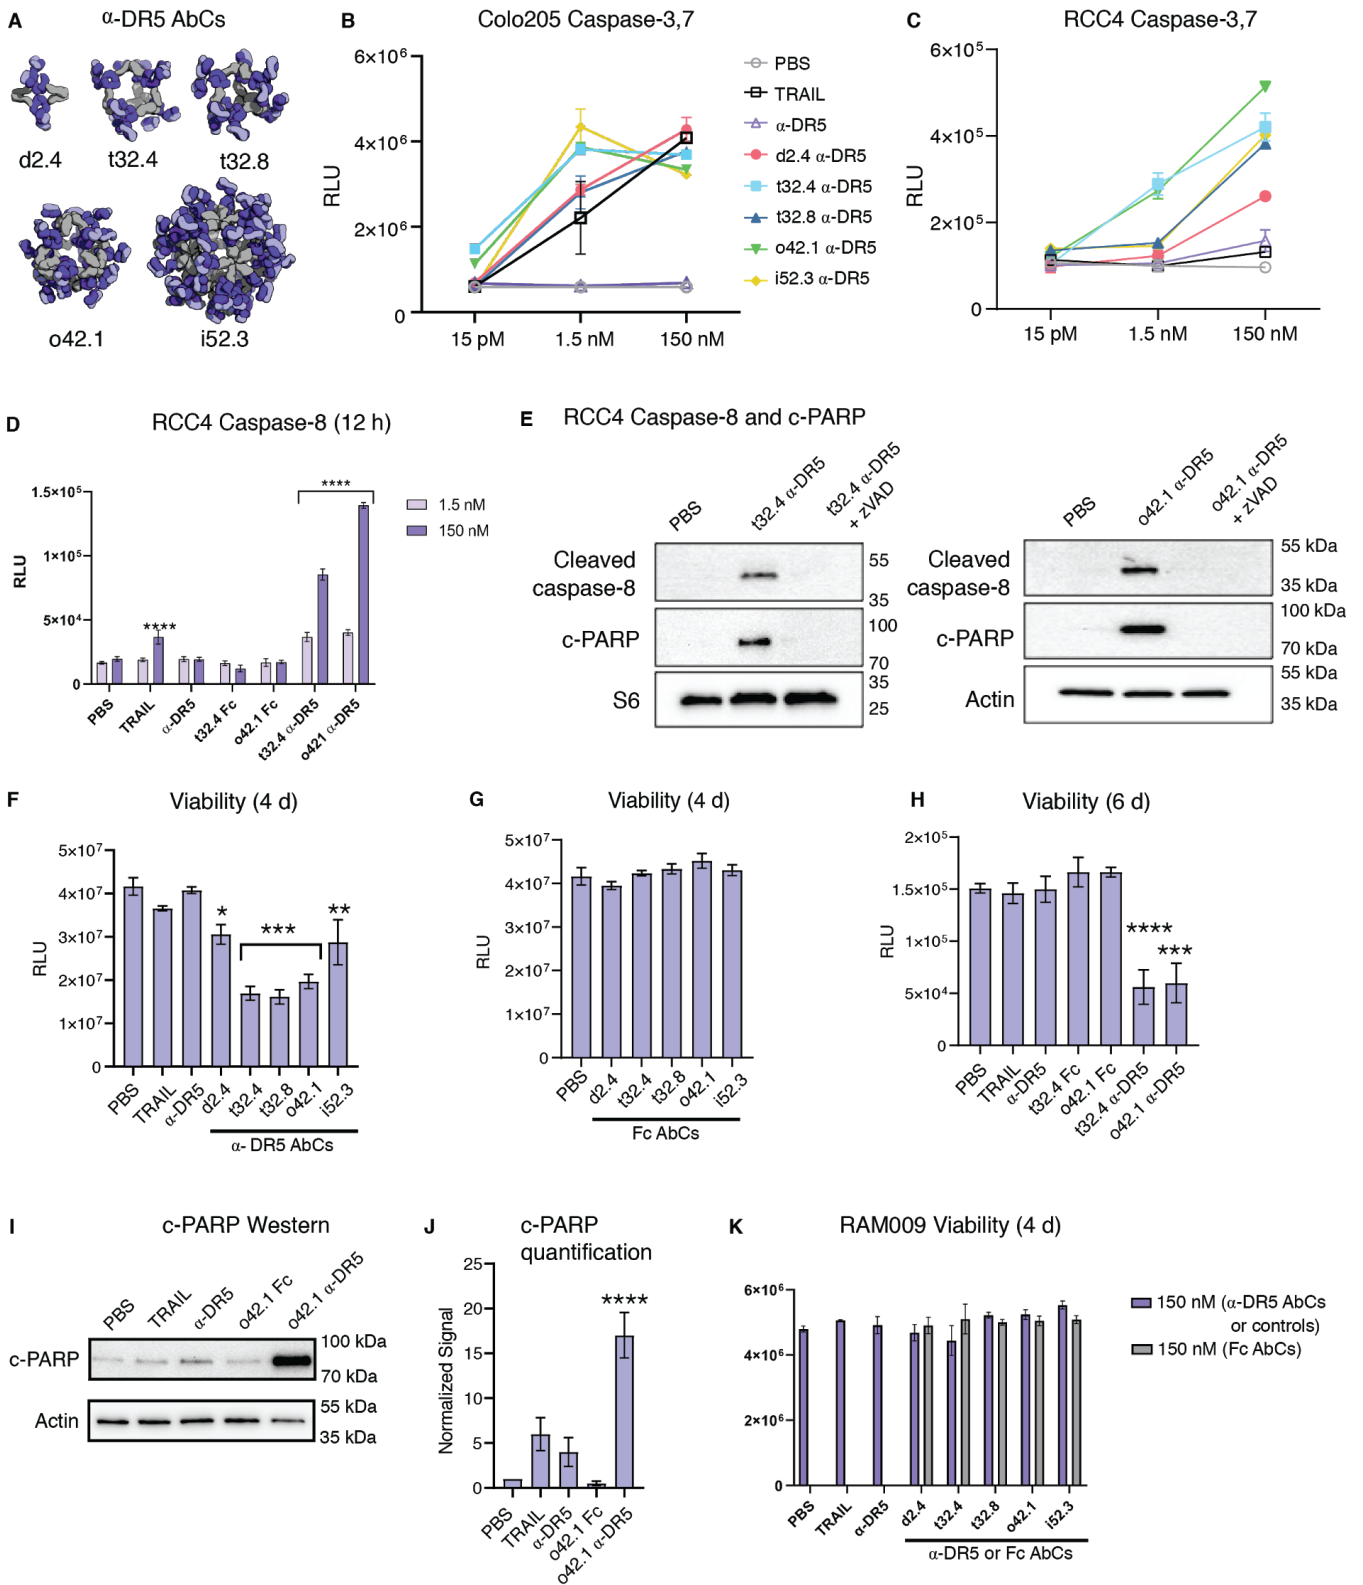 A
α-DR5 AbCs
d2.4
t32.4
t32.8
o42.1
i52.3
B
Colo205 Caspase-3,7
RLU
6×10⁶
4×10⁶
2×10⁶
0
15 pM
1.5 nM
150 nM
PBS
TRAIL
α-DR5
d2.4 α-DR5
t32.4 α-DR5
t32.8 α-DR5
o42.1 α-DR5
i52.3 α-DR5
C
RCC4 Caspase-3,7
RLU
6×10⁵
4×10⁵
2×10⁵
0
15 pM
1.5 nM
150 nM
D
RCC4 Caspase-8 (12 h)
RLU
1.5×10⁵
1×10⁵
5×10⁴
0
****
****
1.5 nM
150 nM
PBS
TRAIL
α-DR5
t32.4 Fc
o42.1 Fc
t32.4 α-DR5
o421 α-DR5
E
RCC4 Caspase-8 and c-PARP
PBS
t32.4 α-DR5
t32.4 α-DR5
+ zVAD
Cleaved
caspase-8
55
35
c-PARP
100
70
S6
35
25
PBS
o42.1 α-DR5
o42.1 α-DR5
+ zVAD
Cleaved
caspase-8
55 kDa
35 kDa
c-PARP
100 kDa
70 kDa
Actin
55 kDa
35 kDa
F
Viability (4 d)
RLU
5×10⁷
4×10⁷
3×10⁷
2×10⁷
1×10⁷
0
*
***
**
PBS
TRAIL
α-DR5
d2.4
t32.4
t32.8
o42.1
i52.3
α- DR5 AbCs
G
Viability (4 d)
RLU
5×10⁷
4×10⁷
3×10⁷
2×10⁷
1×10⁷
0
PBS
d2.4
t32.4
t32.8
o42.1
i52.3
Fc AbCs
H
Viability (6 d)
RLU
2×10⁵
1.5×10⁵
1×10⁵
5×10⁴
0
****
***
PBS
TRAIL
α-DR5
t32.4 Fc
o42.1 Fc
t32.4 α-DR5
o42.1 α-DR5
I
c-PARP Western
PBS
TRAIL
α-DR5
o42.1 Fc
o42.1 α-DR5
c-PARP
100 kDa
70 kDa
Actin
55 kDa
35 kDa
J
c-PARP
quantification
Normalized Signal
25
20
15
10
5
0
****
PBS
TRAIL
α-DR5
o42.1 Fc
o42.1 α-DR5
K
RAM009 Viability (4 d)
6×10⁶
4×10⁶
2×10⁶
0
150 nM (α-DR5 AbCs
or controls)
150 nM (Fc AbCs)
PBS
TRAIL
α-DR5
d2.4
t32.4
t32.8
o42.1
i52.3
α-DR5 or Fc AbCs